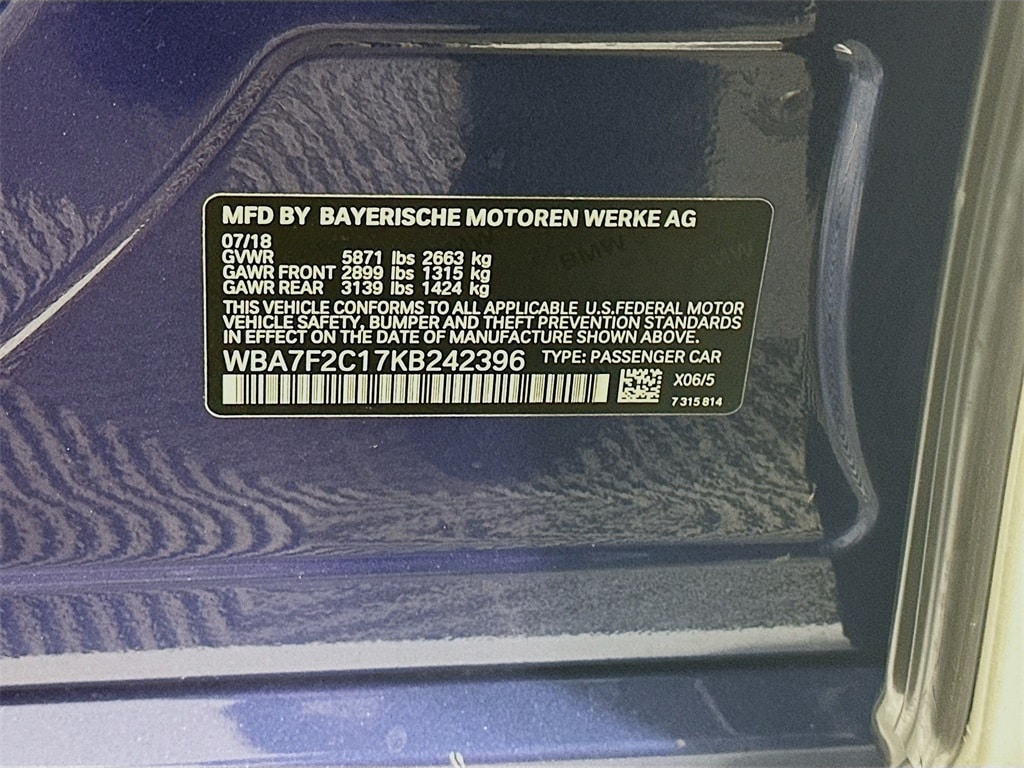 MFD BY BAYERISCHE MOTOREN WERKE AG
07/18
GVWR 5871 lbs 2663 kg
GAWR FRONT 2899 lbs 1315 kg
GAWR REAR 3139 lbs 1424 kg
THIS VEHICLE CONFORMS TO ALL APPLICABLE U.S.FEDERAL MOTOR
VEHICLE SAFETY, BUMPER AND THEFT PREVENTION STANDARDS
IN EFFECT ON THE DATE OF MANUFACTURE SHOWN ABOVE.
WBA7F2C17KB242396 TYPE: PASSENGER CAR
X06/5
7 315 814
BMW
BMW